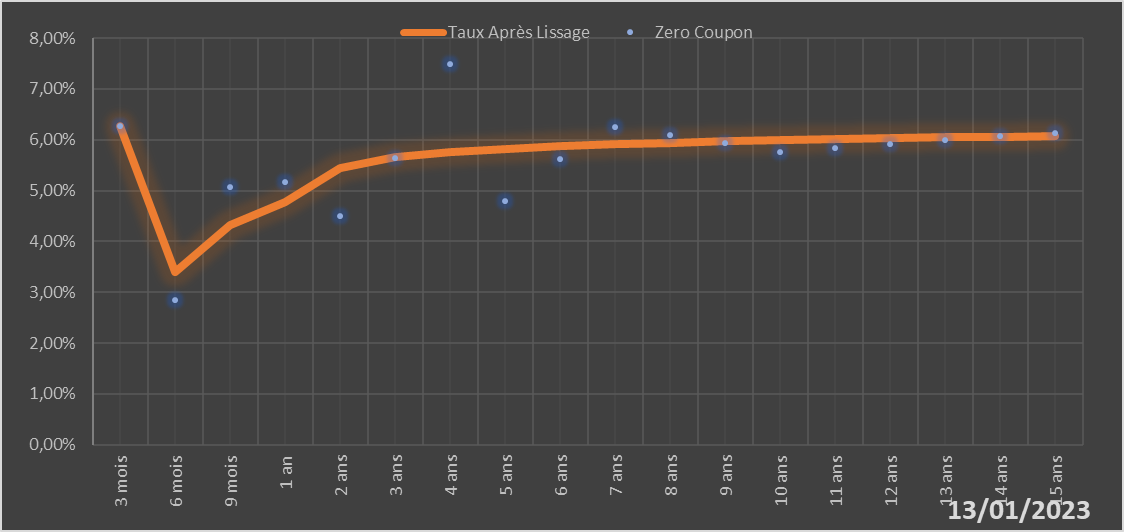 Taux Après Lissage
Zero Coupon
8,00%
7,00%
6,00%
5,00%
4,00%
3,00%
2,00%
1,00%
0,00%
3 mois
6 mois
9 mois
1 an
2 ans
3 ans
4 ans
5 ans
6 ans
7 ans
8 ans
9 ans
10 ans
11 ans
12 ans
13 ans
14 ans
15 ans
13/01/2023